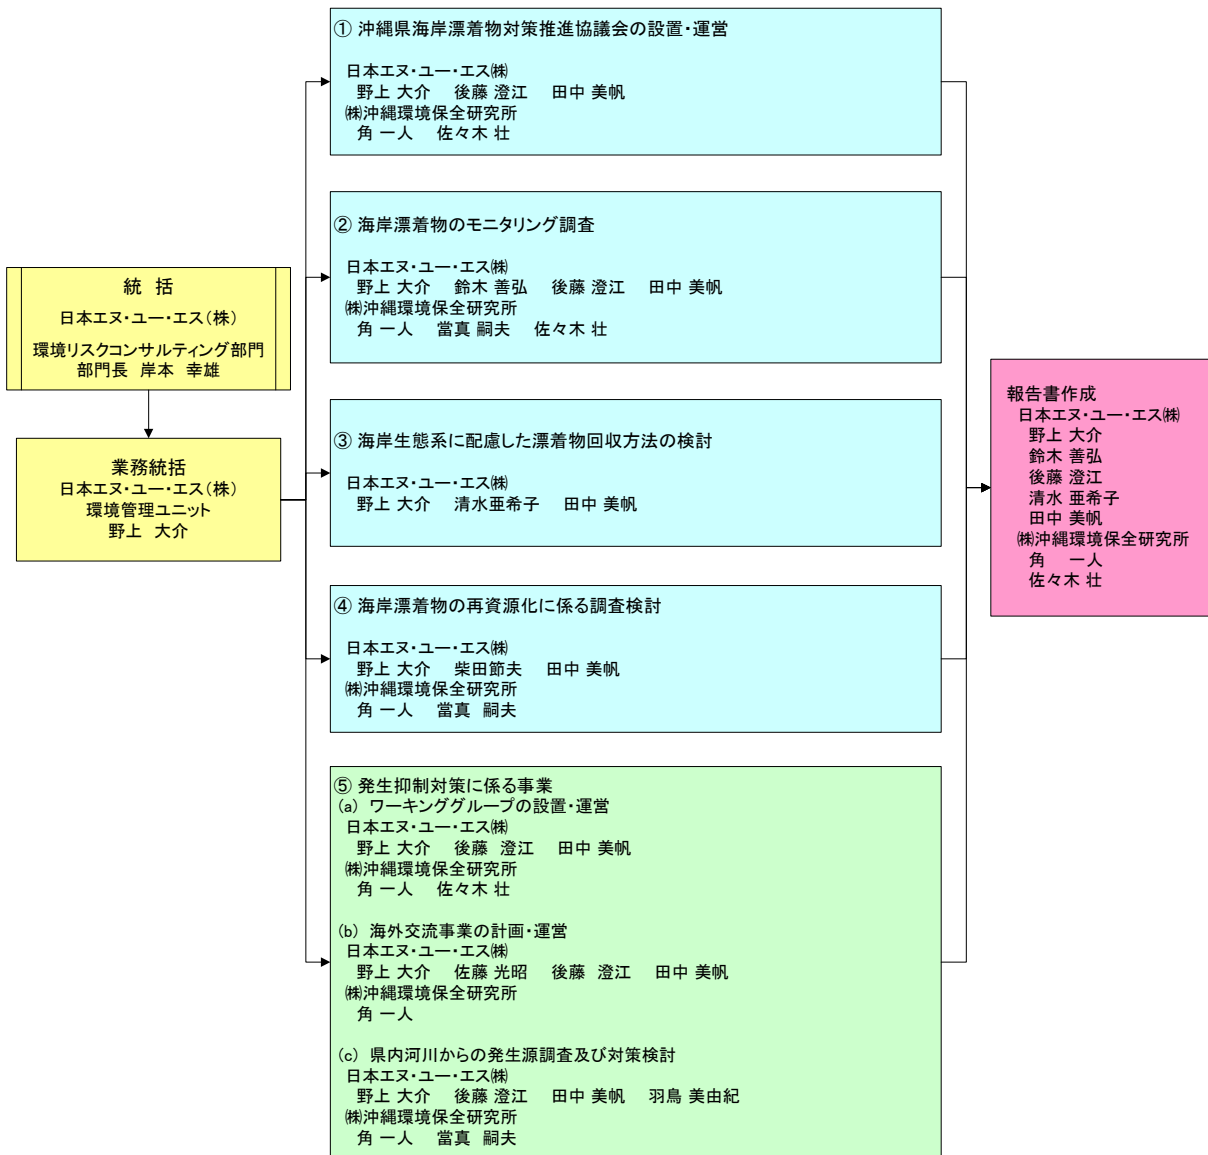 統 括
日本エヌ・ユー・エス(株)
環境リスクコンサルティング部門
部門長 岸本 幸雄
業務統括
日本エヌ・ユー・エス(株)
環境管理ユニット
野上 大介
① 沖縄県海岸漂着物対策推進協議会の設置・運営
日本エヌ・ユー・エス㈱
野上 大介 後藤 澄江 田中 美帆
㈱沖縄環境保全研究所
角 一人 佐々木 壮
② 海岸漂着物のモニタリング調査
日本エヌ・ユー・エス㈱
野上 大介 鈴木 善弘 後藤 澄江 田中 美帆
㈱沖縄環境保全研究所
角 一人 當真 嗣夫 佐々木 壮
③ 海岸生態系に配慮した漂着物回収方法の検討
日本エヌ・ユー・エス㈱
野上 大介 清水亜希子 田中 美帆
④ 海岸漂着物の再資源化に係る調査検討
日本エヌ・ユー・エス㈱
野上 大介 柴田節夫 田中 美帆
㈱沖縄環境保全研究所
角 一人 當真 嗣夫
⑤ 発生抑制対策に係る事業
(a) ワーキンググループの設置・運営
日本エヌ・ユー・エス㈱
野上 大介 後藤 澄江 田中 美帆
㈱沖縄環境保全研究所
角 一人 佐々木 壮
(b) 海外交流事業の計画・運営
日本エヌ・ユー・エス㈱
野上 大介 佐藤 光昭 後藤 澄江 田中 美帆
㈱沖縄環境保全研究所
角 一人
(c) 県内河川からの発生源調査及び対策検討
日本エヌ・ユー・エス㈱
野上 大介 後藤 澄江 田中 美帆 羽鳥 美由紀
㈱沖縄環境保全研究所
角 一人 當真 嗣夫
報告書作成
日本エヌ・ユー・エス㈱
野上 大介
鈴木 善弘
後藤 澄江
清水 亜希子
田中 美帆
㈱沖縄環境保全研究所
角 一人
佐々木 壮